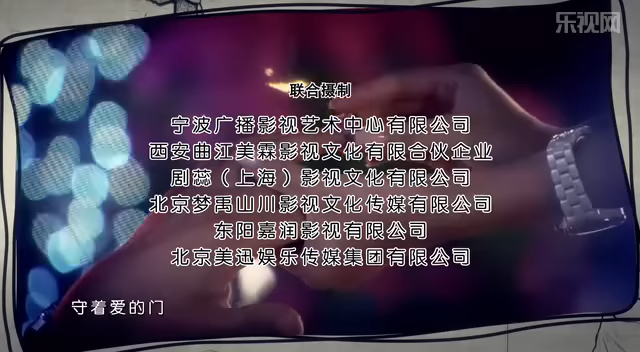 乐视网
联合摄制
宁波广播影视艺术中心有限公司
西安曲江美霖影视文化有限合伙企业
剧蕊（上海）影视文化有限公司
北京梦禹山川影视文化传媒有限公司
东阳嘉润影视有限公司
北京美迅娱乐传媒集团有限公司
守着爱的门